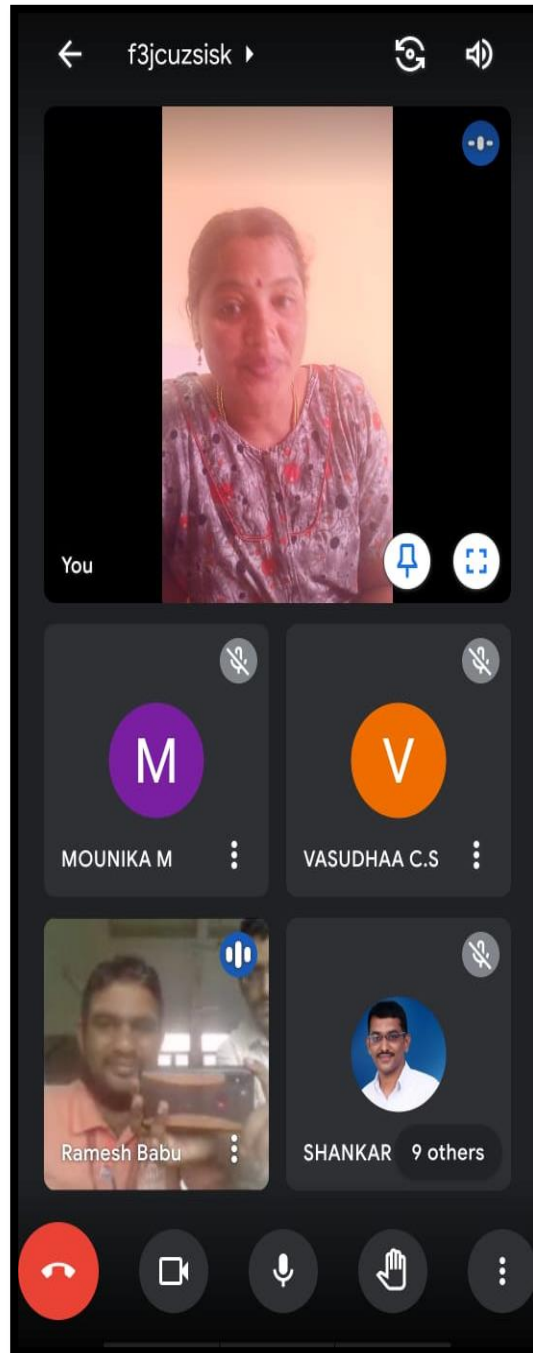 f3jcuzsisk
You
M
V
MOUNIKA M
VASUDHAA C.S
Ramesh Babu
SHANKAR
9 others